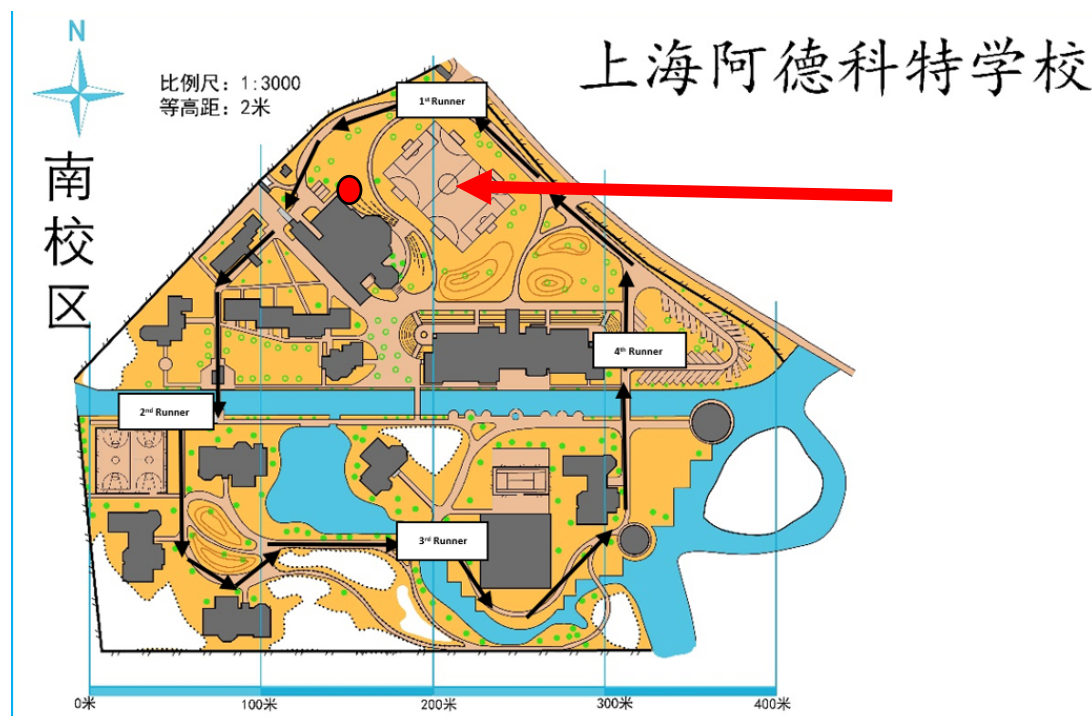 N
上海阿德科特学校
比例尺：1:3000
等高距：2米
南校区
1st Runner
4th Runner
2nd Runner
3rd Runner
0米
100米
200米
300米
400米